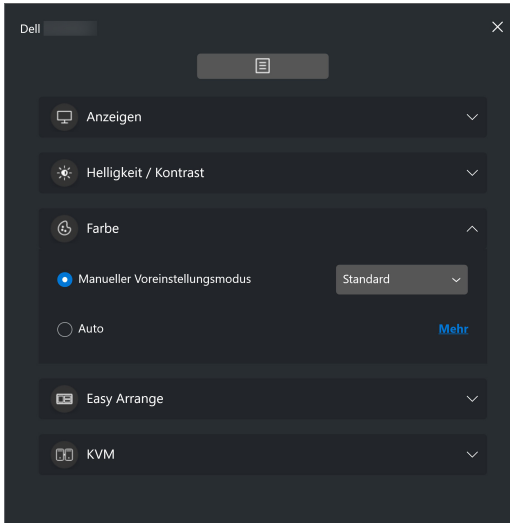 Dell
Anzeigen
Helligkeit / Kontrast
Farbe
Manueller Voreinstellungsmodus Standard
Auto Mehr
Easy Arrange
KVM